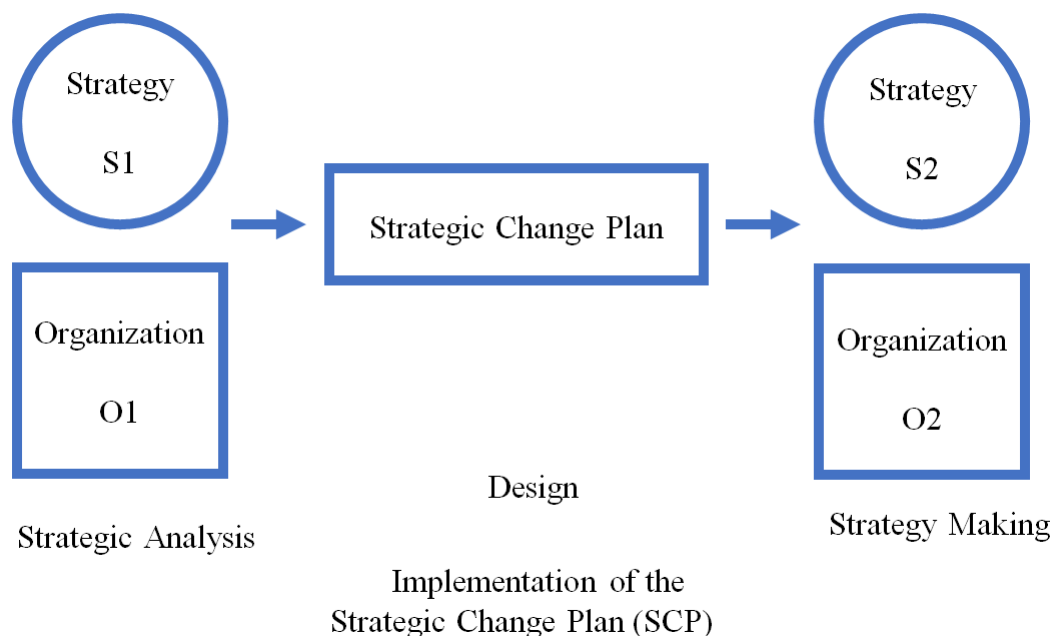 Strategy
S1
Organization
O1
Strategic Analysis
Strategic Change Plan
Design
Implementation of the
Strategic Change Plan (SCP)
Strategy
S2
Organization
O2
Strategy Making